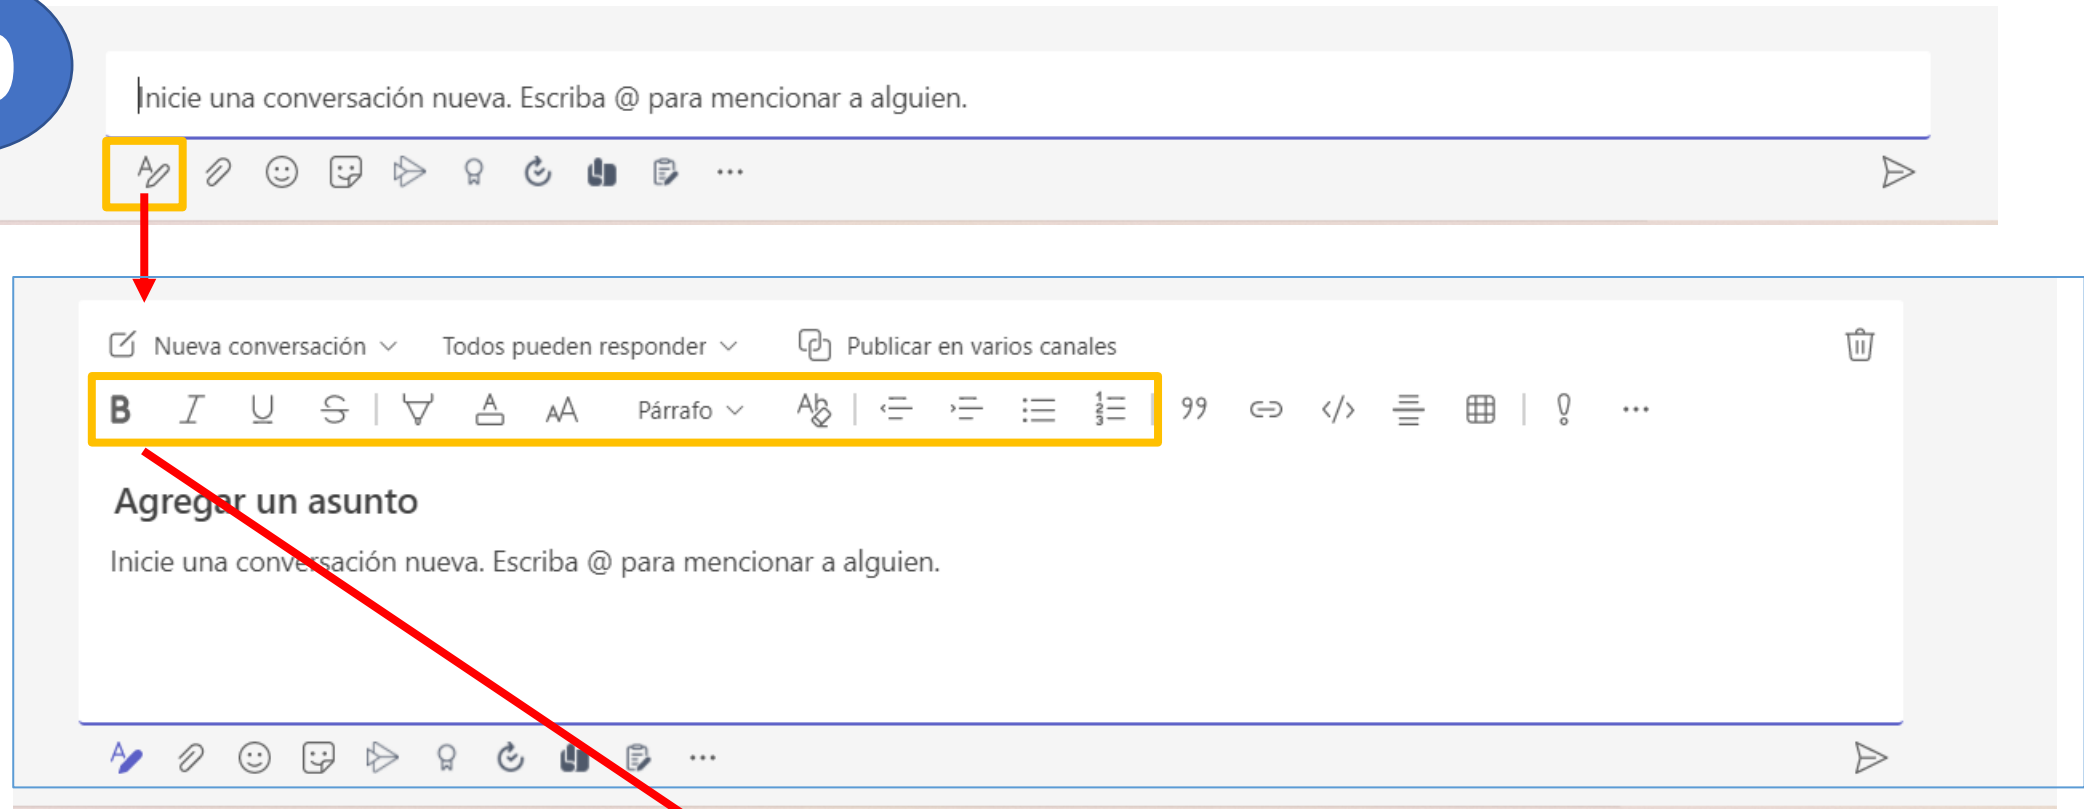 Inicie una conversación nueva. Escriba @ para mencionar a alguien.
Nueva conversación Todos pueden responder Publicar en varios canales
Párrafo
Agregar un asunto
Inicie una conversación nueva. Escriba @ para mencionar a alguien.